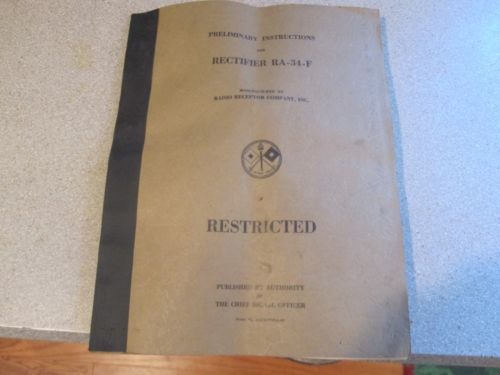 PRELIMINARY INSTRUCTIONS
FOR
RECTIFIER RA-34-F
MANUFACTURED BY
RADIO RECEPTOR COMPANY, INC.
RESTRICTED
PUBLISHED BY AUTHORITY
OF
THE CHIEF SIGNAL OFFICER